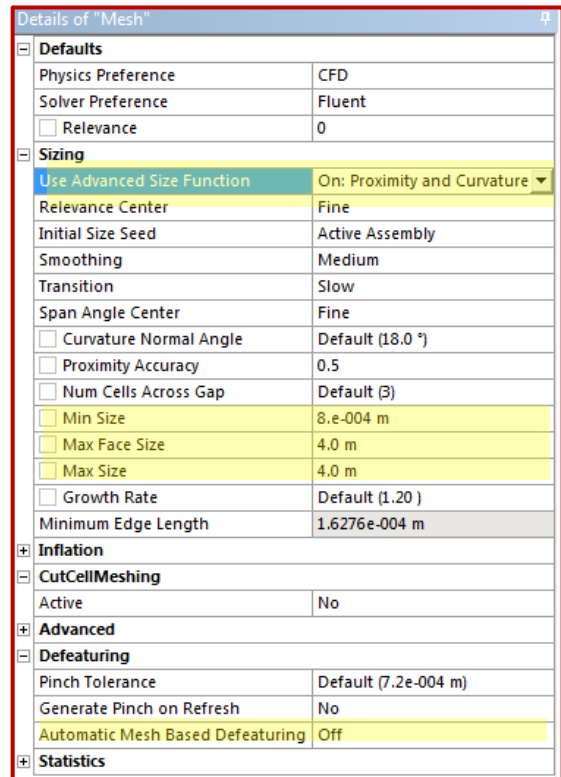 Details of "Mesh"
Defaults
Physics Preference CFD
Solver Preference Fluent
Relevance 0
Sizing
Use Advanced Size Function On: Proximity and Curvature
Relevance Center Fine
Initial Size Seed Active Assembly
Smoothing Medium
Transition Slow
Span Angle Center Fine
Curvature Normal Angle Default (18.0 °)
Proximity Accuracy 0.5
Num Cells Across Gap Default (3)
Min Size 8.e-004 m
Max Face Size 4.0 m
Max Size 4.0 m
Growth Rate Default (1.20 )
Minimum Edge Length 1.6276e-004 m
Inflation
CutCellMeshing
Active No
Advanced
Defeaturing
Pinch Tolerance Default (7.2e-004 m)
Generate Pinch on Refresh No
Automatic Mesh Based Defeaturing Off
Statistics